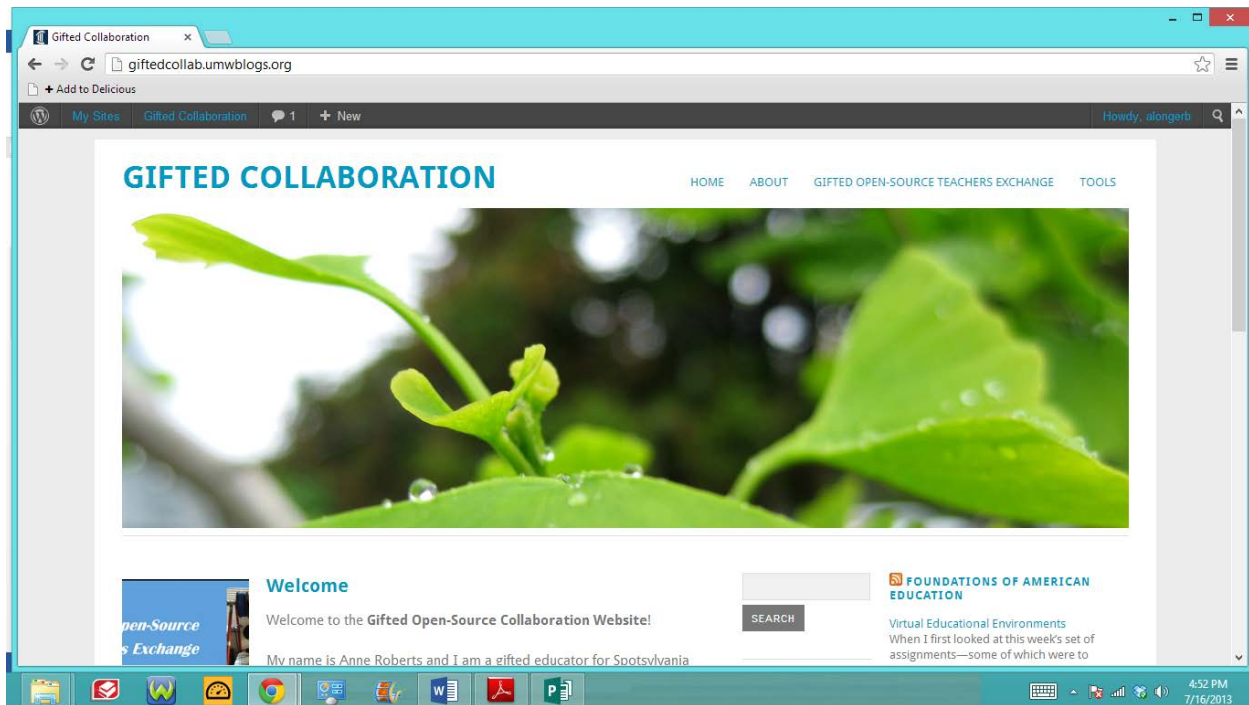 Gifted Collaboration
giftedcollab.umwblogs.org
+ Add to Delicious
My Sites Gifted Collaboration 1 + New Howdy, alongerb
GIFTED COLLABORATION
HOME ABOUT GIFTED OPEN-SOURCE TEACHERS EXCHANGE TOOLS
pen-Source
s Exchange
Welcome
Welcome to the Gifted Open-Source Collaboration Website!
My name is Anne Roberts and I am a gifted educator for Spotsylvania
SEARCH
FOUNDATIONS OF AMERICAN
EDUCATION
Virtual Educational Environments
When I first looked at this week's set of
assignments—some of which were to
4:52 PM
7/16/2013